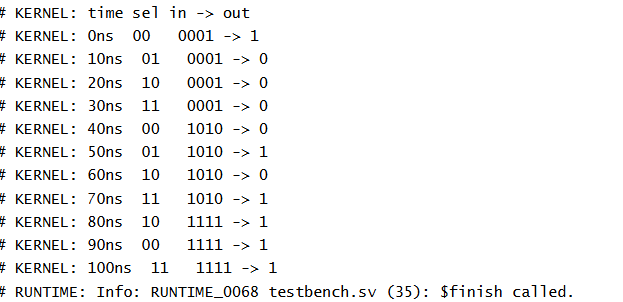 # KERNEL: time sel in -> out
# KERNEL: 0ns  00   0001 -> 1
# KERNEL: 10ns  01   0001 -> 0
# KERNEL: 20ns  10   0001 -> 0
# KERNEL: 30ns  11   0001 -> 0
# KERNEL: 40ns  00   1010 -> 0
# KERNEL: 50ns  01   1010 -> 1
# KERNEL: 60ns  10   1010 -> 0
# KERNEL: 70ns  11   1010 -> 1
# KERNEL: 80ns  10   1111 -> 1
# KERNEL: 90ns  00   1111 -> 1
# KERNEL: 100ns  11   1111 -> 1
# RUNTIME: Info: RUNTIME_0068 testbench.sv (35): $finish called.